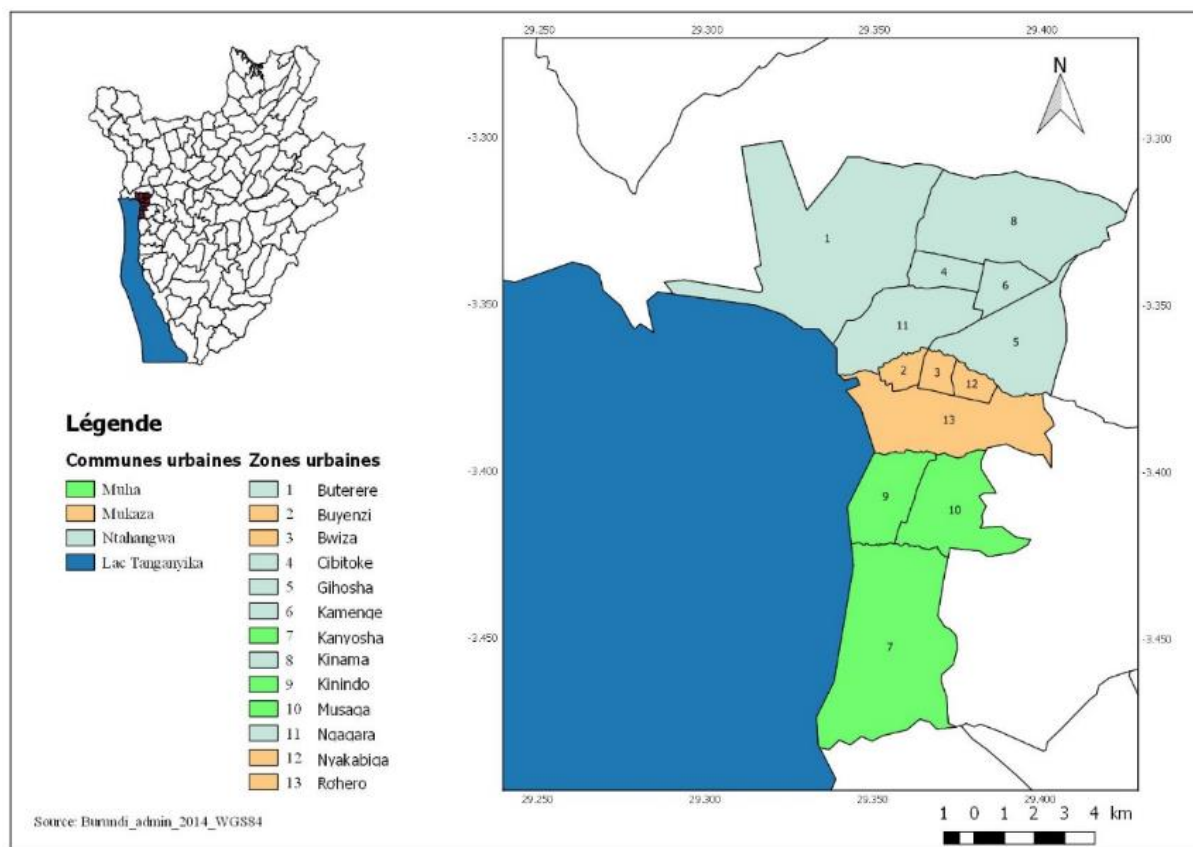 29.250 29.300 29.350 29.400
N
-3.300 -3.300
8
1
4
6
-3.350 -3.350
11
5
2
3
12
13
-3.400 -3.400
9
10
-3.450 -3.450
7
29.250 29.300 29.350 29.400
1 0 1 2 3 4 km
Légende
Communes urbaines Zones urbaines
Muha 1 Buterere
Mukaza 2 Buyenzi
Ntahangwa 3 Bwiza
Lac Tanganyika 4 Cibitoke
5 Gihosha
6 Kamenge
7 Kanyosha
8 Kinama
9 Kinindo
10 Musaga
11 Ngagara
12 Nyakabiga
13 Rohero
Source: Burundi_admin_2014_WGS84